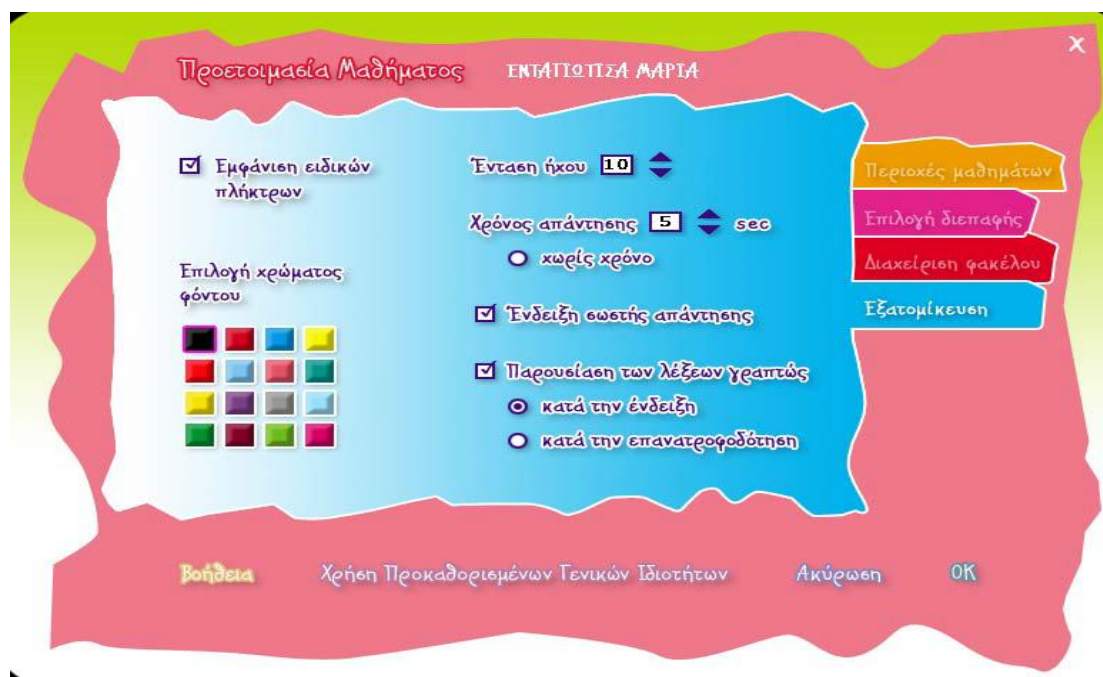 Προετοιμασία Μαθήματος ΕΝΤΑΤΙΩΤΙΣΑ ΜΑΡΙΑ
X
Εμφάνιση ειδικών
πλήκτρων
Επιλογή χρώματος
φόντου
Ένταση ήχου 10
Χρόνος απάντησης 5 sec
χωρίς χρόνο
Ένδειξη σωστής απάντησης
Παρουσίαση των λέξεων γραπτώς
κατά την ένδειξη
κατά την επανατροφοδότηση
Περιοχές μαθημάτων
Επιλογή διεπαφής
Διαχείριση φακέλου
Εξατομίκευση
Βοήθεια Χρήση Προκαθορισμένων Γενικών Ιδιοτήτων Ακύρωση OK